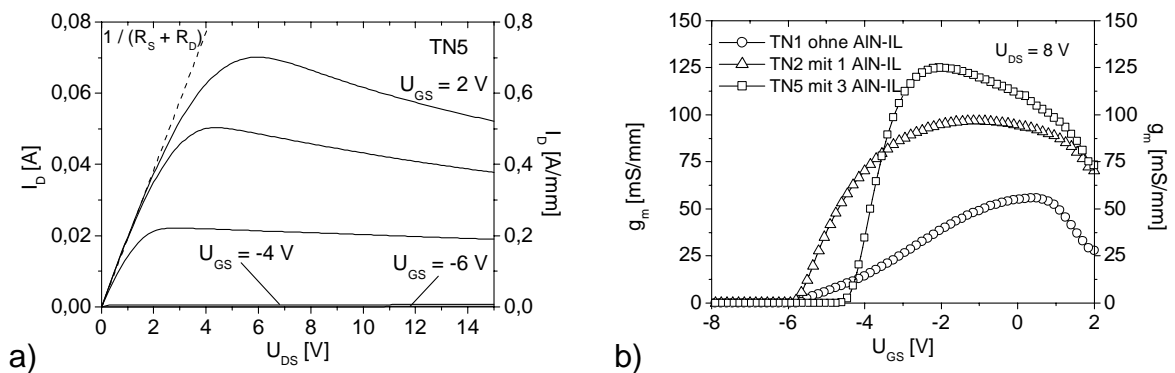 0,08
0,06
0,04
0,02
0,00
I_D [A]
1 / (R_S + R_D)
TN5
U_GS = 2 V
U_GS = -4 V
U_GS = -6 V
0,8
0,6
0,4
0,2
0,0
I_D [A/mm]
0 2 4 6 8 10 12 14
U_DS [V]
a)
150
125
100
75
50
25
0
g_m [mS/mm]
TN1 ohne AlN-IL
TN2 mit 1 AlN-IL
TN5 mit 3 AlN-IL
U_DS = 8 V
150
125
100
75
50
25
0
g_m [mS/mm]
-8 -6 -4 -2 0 2
U_GS [V]
b)